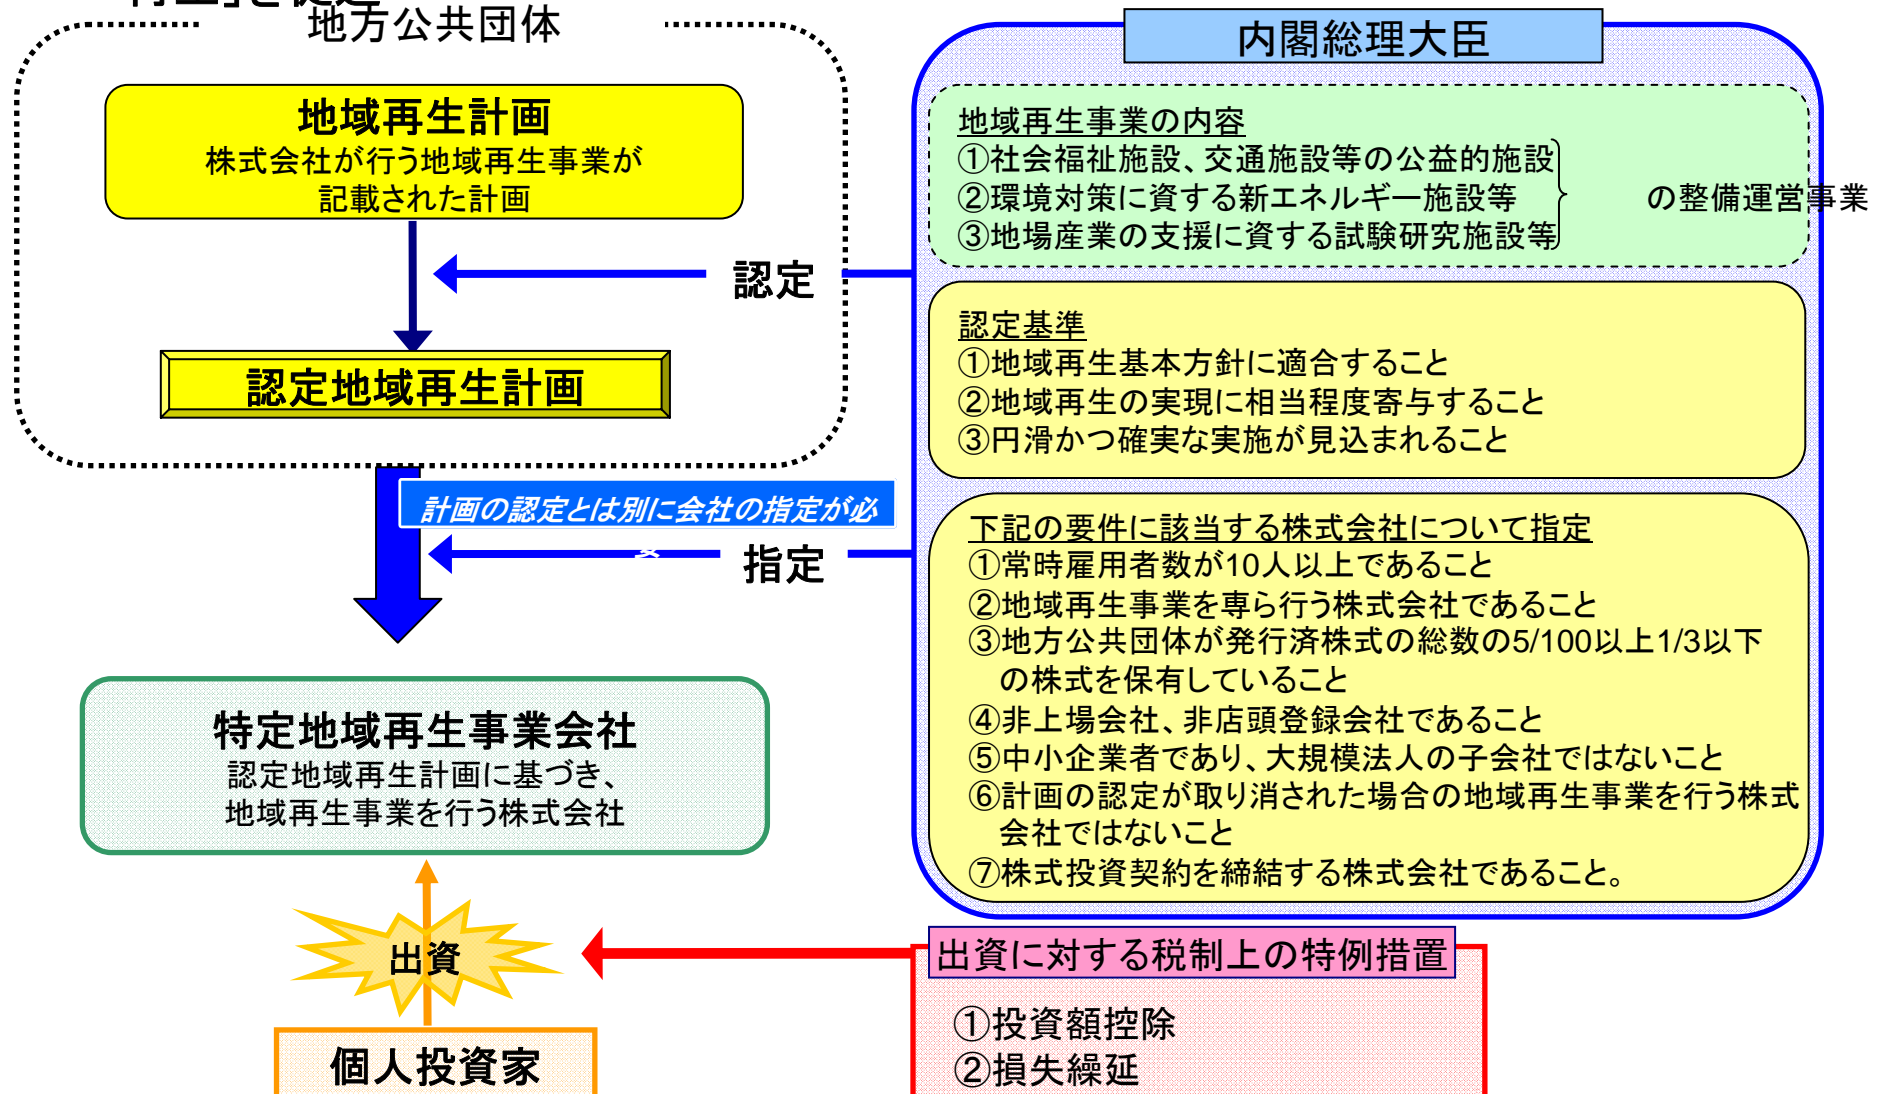 再生」を促進
地方公共団体
地域再生計画
株式会社が行う地域再生事業が
記載された計画
認定
認定地域再生計画
計画の認定とは別に会社の指定が必
要
指定
特定地域再生事業会社
認定地域再生計画に基づき、
地域再生事業を行う株式会社
出資
個人投資家
内閣総理大臣
地域再生事業の内容
①社会福祉施設、交通施設等の公益的施設
②環境対策に資する新エネルギー施設等
③地場産業の支援に資する試験研究施設等
の整備運営事業
認定基準
①地域再生基本方針に適合すること
②地域再生の実現に相当程度寄与すること
③円滑かつ確実な実施が見込まれること
下記の要件に該当する株式会社について指定
①常時雇用者数が10人以上であること
②地域再生事業を専ら行う株式会社であること
③地方公共団体が発行済株式の総数の5/100以上1/3以下
の株式を保有していること
④非上場会社、非店頭登録会社であること
⑤中小企業者であり、大規模法人の子会社ではないこと
⑥計画の認定が取り消された場合の地域再生事業を行う株式
会社ではないこと
⑦株式投資契約を締結する株式会社であること。
出資に対する税制上の特例措置
①投資額控除
②損失繰延